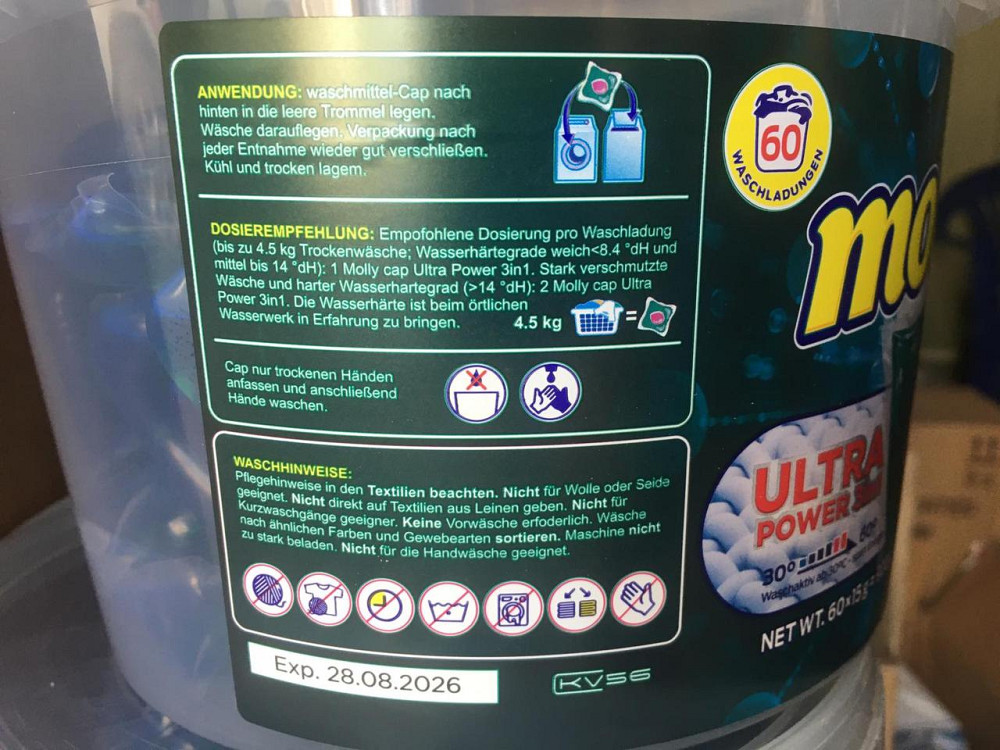 ANWENDUNG: waschmittel-Cap nach
hinten in die leere Trommel legen.
Wäsche darauflegen. Verpackung nach
jeder Entnahme wieder gut verschließen.
Kühl und trocken lagern.
DOSIEREMPFEHLUNG: Empofohlene Dosierung pro Waschladung
(bis zu 4.5 kg Trockenwäsche; Wasserhärtegrade weich<8.4 °dH und
mittel bis 14 °dH): 1 Molly cap Ultra Power 3in1. Stark verschmutzte
Wäsche und harter Wasserhartegrad (>14 °dH): 2 Molly cap Ultra
Power 3in1. Die Wasserhärte ist beim örtlichen
Wasserwerk in Erfahrung zu bringen.
4.5 kg =
Cap nur trockenen Händen
anfassen und anschließend
Hände waschen.
WASCHHINWEISE:
Pflegehinweise in den Textilien beachten. Nicht für Wolle oder Seide
geeignet. Nicht direkt auf Textilien aus Leinen geben. Nicht für
Kurzwaschgänge geeigner. Keine Vorwäsche erfoderlich. Wäsche
nach ähnlichen Farben und Gewebearten sortieren. Maschine nicht
zu stark beladen. Nicht für die Handwäsche geeignet.
Exp. 28.08.2026
KV56
60
WASCHLADUNGEN
mo
ULTRA
POWER
30° 60°
Waschaktiv ab 30°C
NET WT. 60x15g